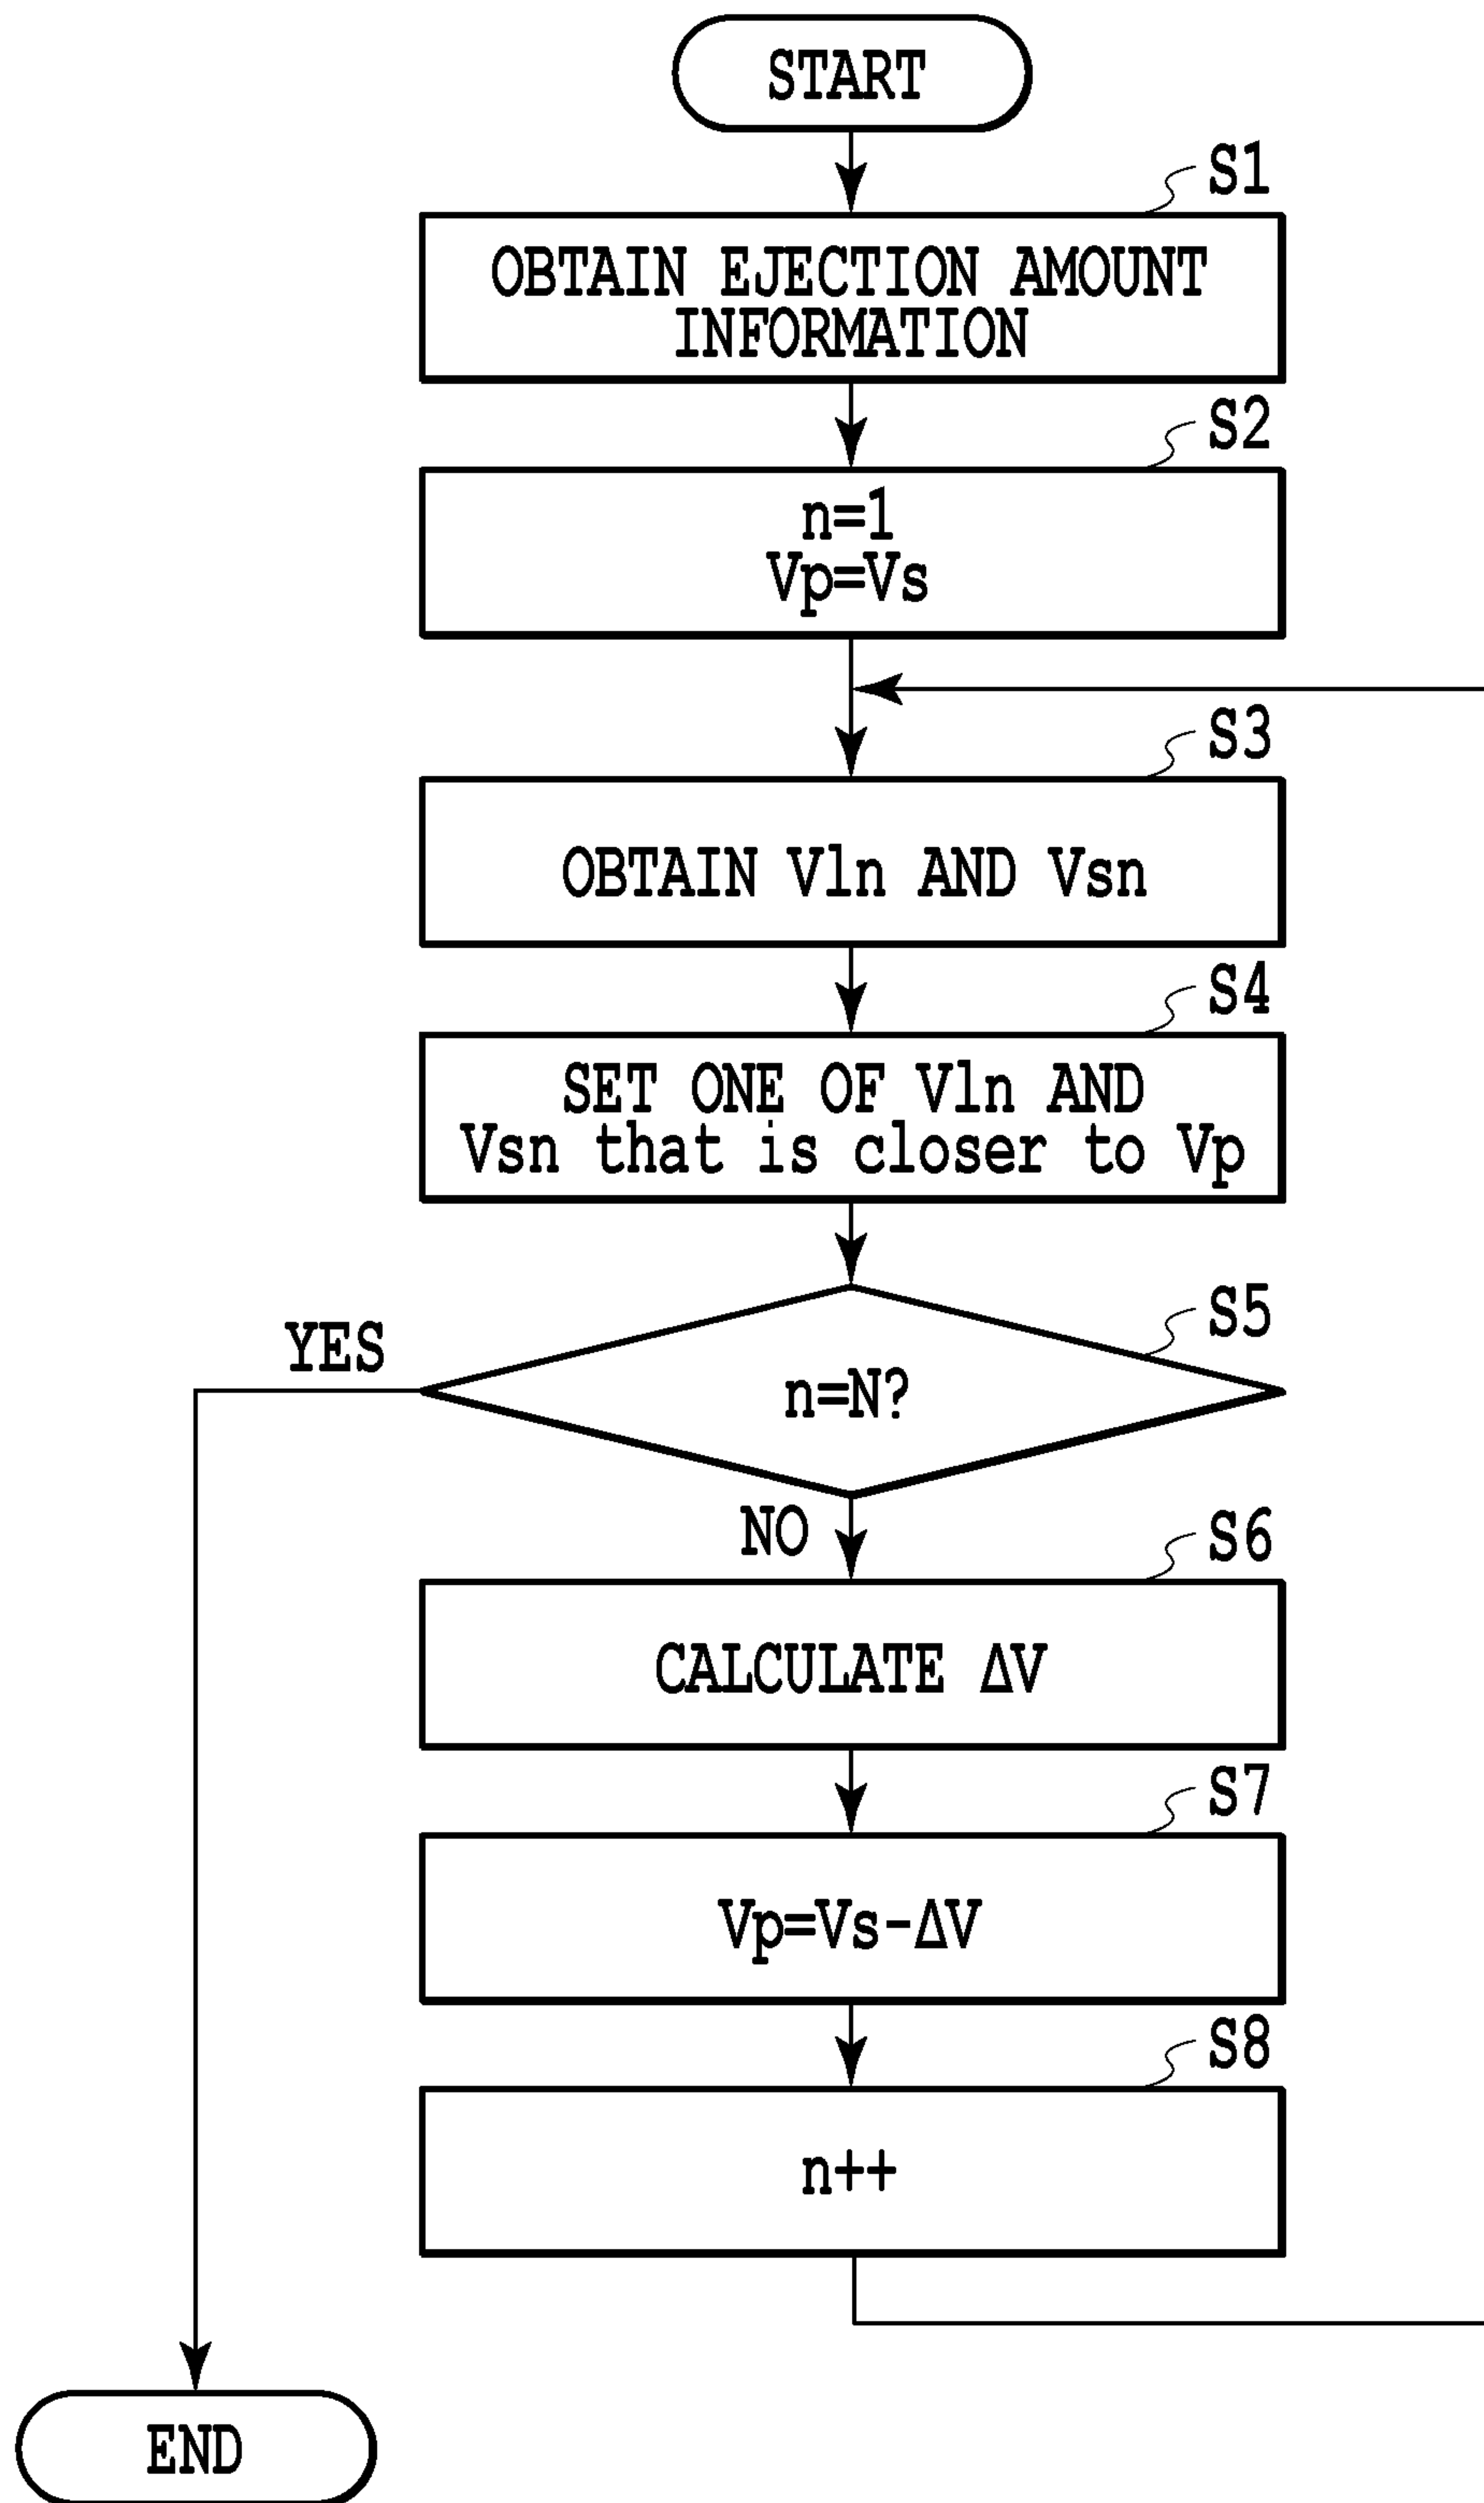 START
S1
OBTAIN EJECTION AMOUNT
INFORMATION
S2
n=1
Vp=Vs
S3
OBTAIN Vln AND Vsn
S4
SET ONE OF Vln AND
Vsn that is closer to Vp
S5
YES
n=N?
NO
S6
CALCULATE ΔV
S7
Vp=Vs-ΔV
S8
n++
END